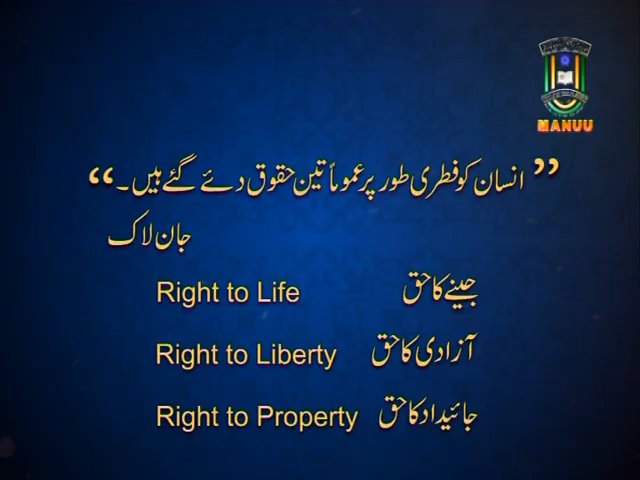 MANUU
”انسان کو فطری طور پر عموماً تین حقوق دئے گئے ہیں۔“
جان لاک
جینے کا حق Right to Life
آزادی کا حق Right to Liberty
جائیداد کا حق Right to Property